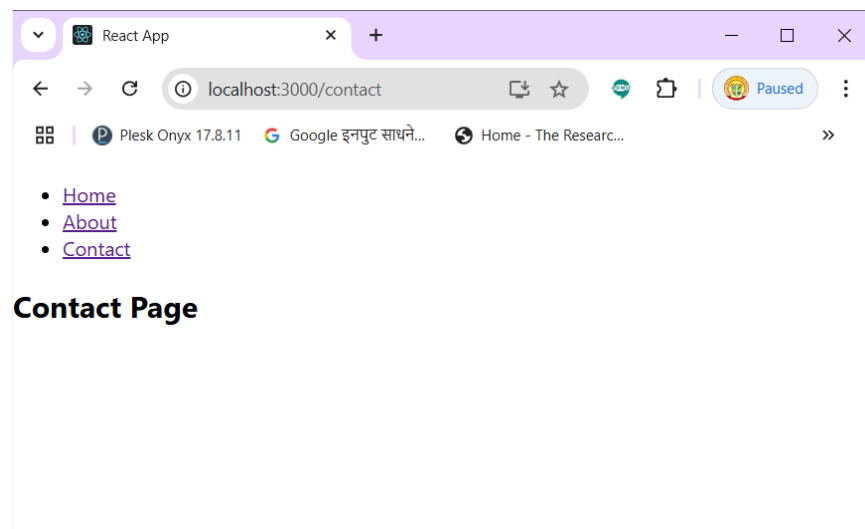 React App
localhost:3000/contact
Paused
Plesk Onyx 17.8.11 Google इनपुट साधने... Home - The Researc...
Home
About
Contact
Contact Page